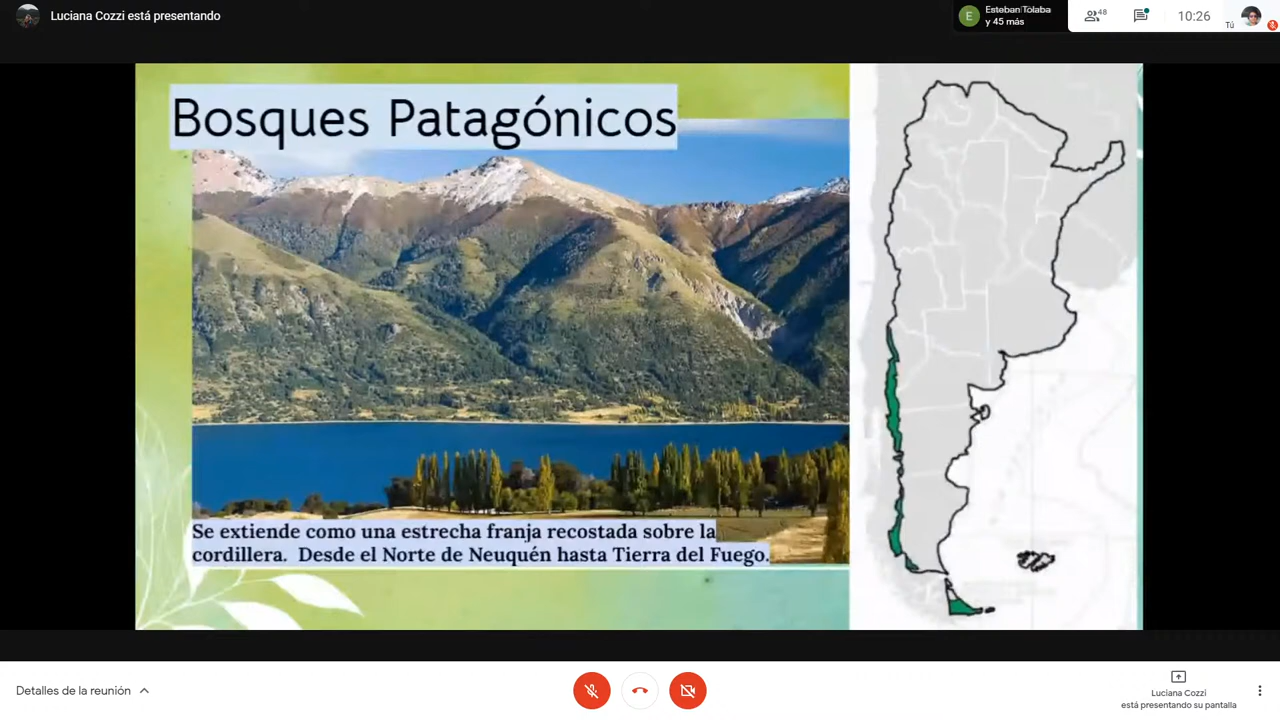 Luciana Cozzi está presentando
E
Esteban Tolaba
y 45 más
48
10:26
Tú
Bosques Patagónicos
Se extiende como una estrecha franja recostada sobre la
cordillera. Desde el Norte de Neuquén hasta Tierra del Fuego.
Detalles de la reunión
Luciana Cozzi
está presentando su pantalla